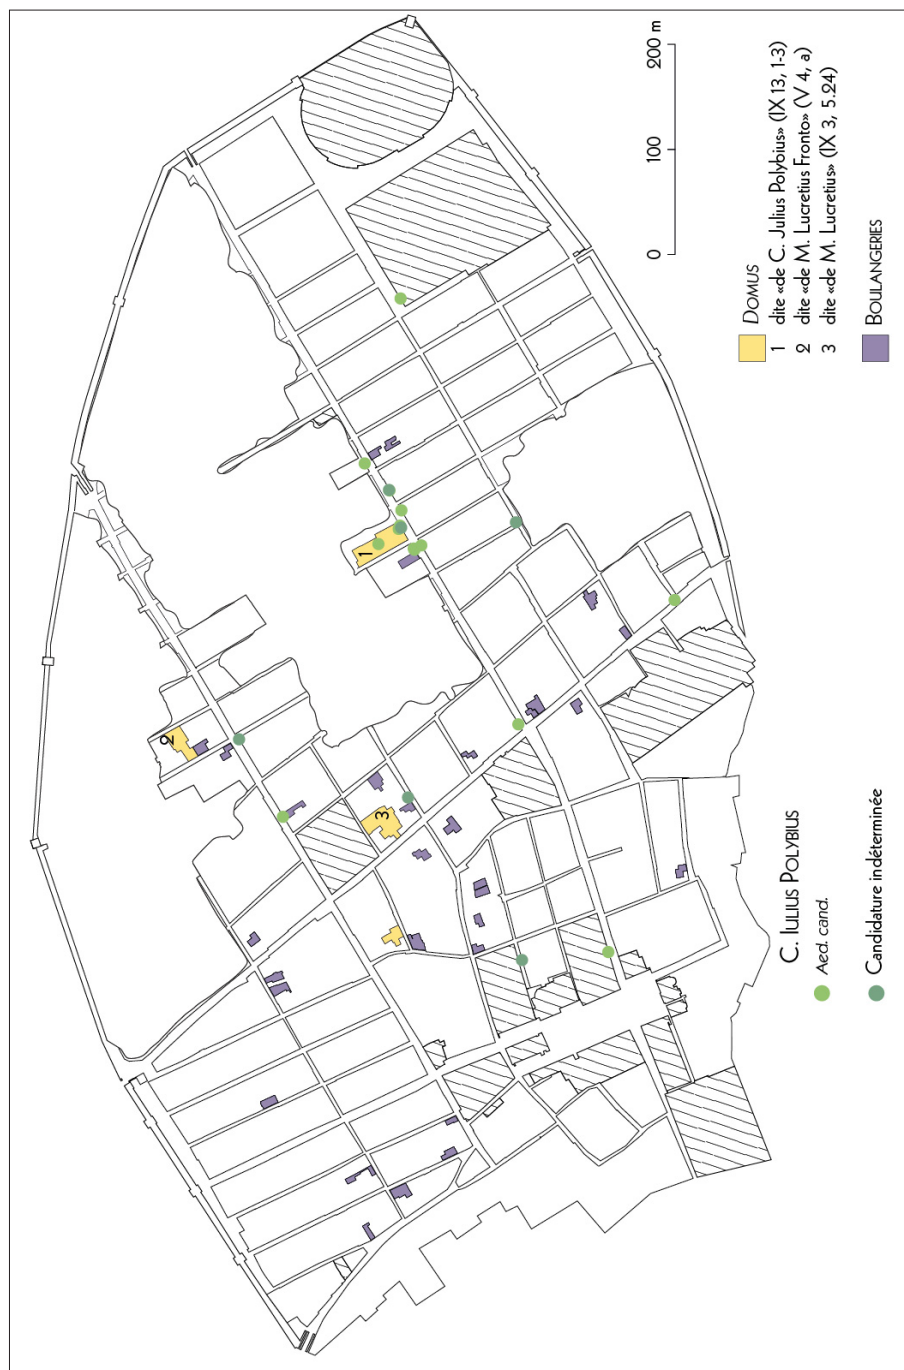 1
2
3
0 100 200 m
DOMUS
1 dite «de C. Julius Polybius» (IX 13, 1-3)
2 dite «de M. Lucretius Fronto» (V 4, a)
3 dite «de M. Lucretius» (IX 3, 5.24)
BOULANGERIES
C. IULIUS POLYBIUS
Aed. cand.
Candidature indéterminée